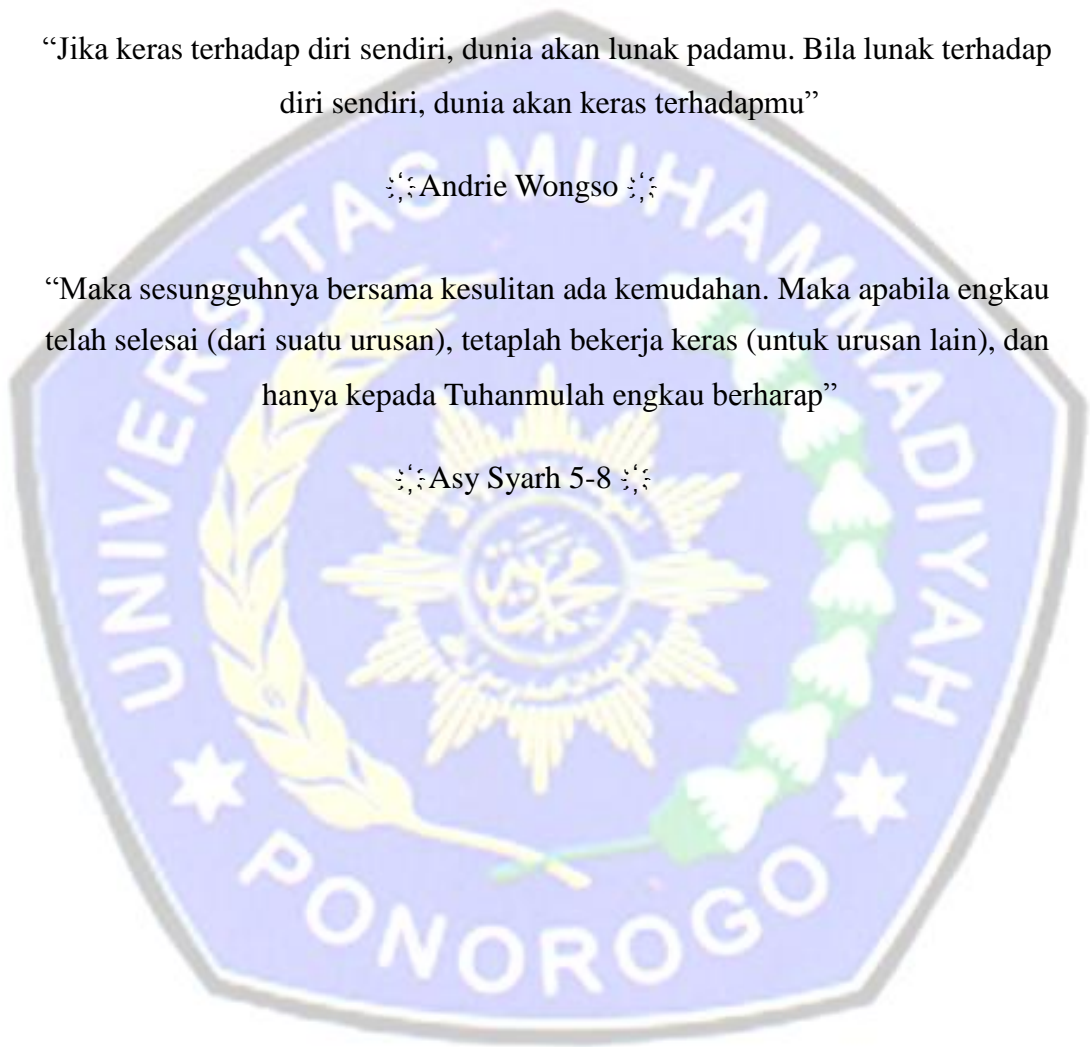 “Jika keras terhadap diri sendiri, dunia akan lunak padamu. Bila lunak terhadap
diri sendiri, dunia akan keras terhadapmu”
҉ Andrie Wongso ҉
“Maka sesungguhnya bersama kesulitan ada kemudahan. Maka apabila engkau
telah selesai (dari suatu urusan), tetaplah bekerja keras (untuk urusan lain), dan
hanya kepada Tuhanmulah engkau berharap”
҉ Asy Syarh 5-8 ҉
UNIVERSITAS MUHAMMADIYAH
PONOROGO